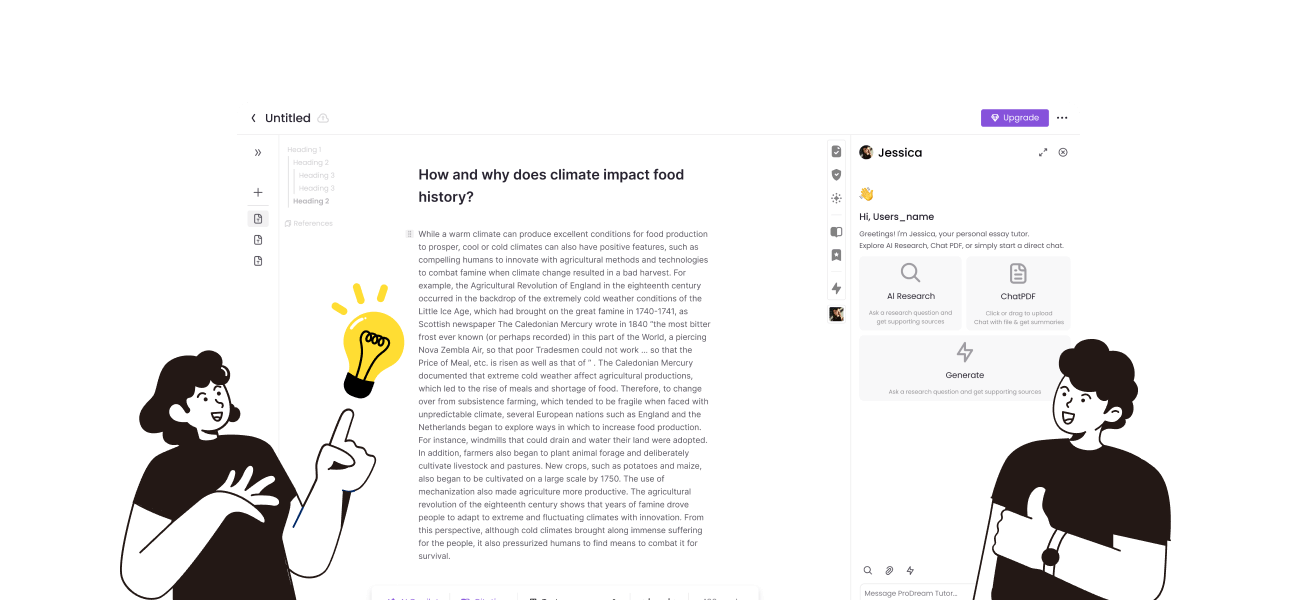 Untitled
Upgrade
Heading 1
Heading 2
Heading 3
Heading 3
Heading 2
References
How and why does climate impact food
history?
While a warm climate can produce excellent conditions for food production
to prosper, cool or cold climates can also have positive features, such as
compelling humans to innovate with agricultural methods and technologies
to combat famine when climate change resulted in a bad harvest. For
example, the Agricultural Revolution of England in the eighteenth century
occurred in the backdrop of the extremely cold weather conditions of the
Little Ice Age, which had brought on the great famine in 1740-1741, as
Scottish newspaper The Caledonian Mercury wrote in 1840 "the most bitter
frost ever known (or perhaps recorded) in this part of the World, a piercing
Nova Zembla Air, so that poor Tradesmen could not work ... so that the
Price of Meal, etc. is risen as well as that of " . The Caledonian Mercury
documented that extreme cold weather affect agricultural productions,
which led to the rise of meals and shortage of food. Therefore, to change
over from subsistence farming, which tended to be fragile when faced with
unpredictable climate, several European nations such as England and the
Netherlands began to explore ways in which to increase food production.
For instance, windmills that could drain and water their land were adopted.
In addition, farmers also began to plant animal forage and deliberately
cultivate livestock and pastures. New crops, such as potatoes and maize,
also began to be cultivated on a large scale by 1750. The use of
mechanization also made agriculture more productive. The agricultural
revolution of the eighteenth century shows that years of famine drove
people to adapt to extreme and fluctuating climates with innovation. From
this perspective, although cold climates brought along immense suffering
for the people, it also pressurized humans to find means to combat it for
survival.
Jessica
Hi, Users_name
Greetings! I'm Jessica, your personal essay tutor.
Explore AI Research, Chat PDF, or simply start a direct chat.
AI Research
Ask a research question and
get supporting sources
ChatPDF
Click or drag to upload
Chat with file & get summaries
Generate
Ask a research question and get supporting sources
Message ProDream Tutor...